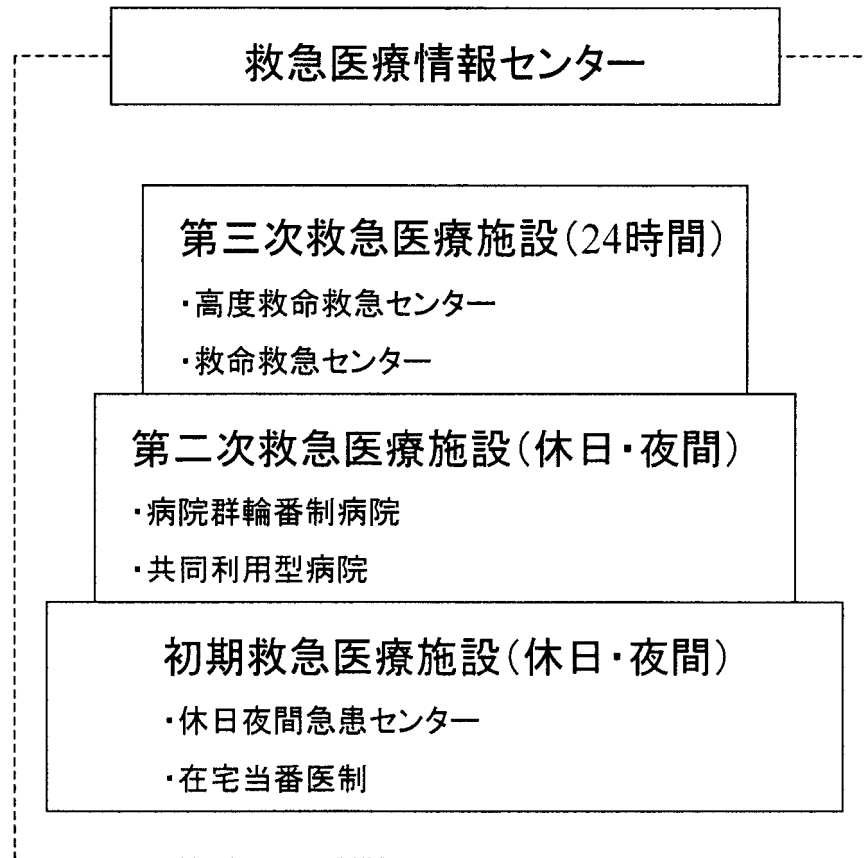 救急医療情報センター
第三次救急医療施設(24時間)
・高度救命救急センター
・救命救急センター
第二次救急医療施設(休日・夜間)
・病院群輪番制病院
・共同利用型病院
初期救急医療施設(休日・夜間)
・休日夜間急患センター
・在宅当番医制